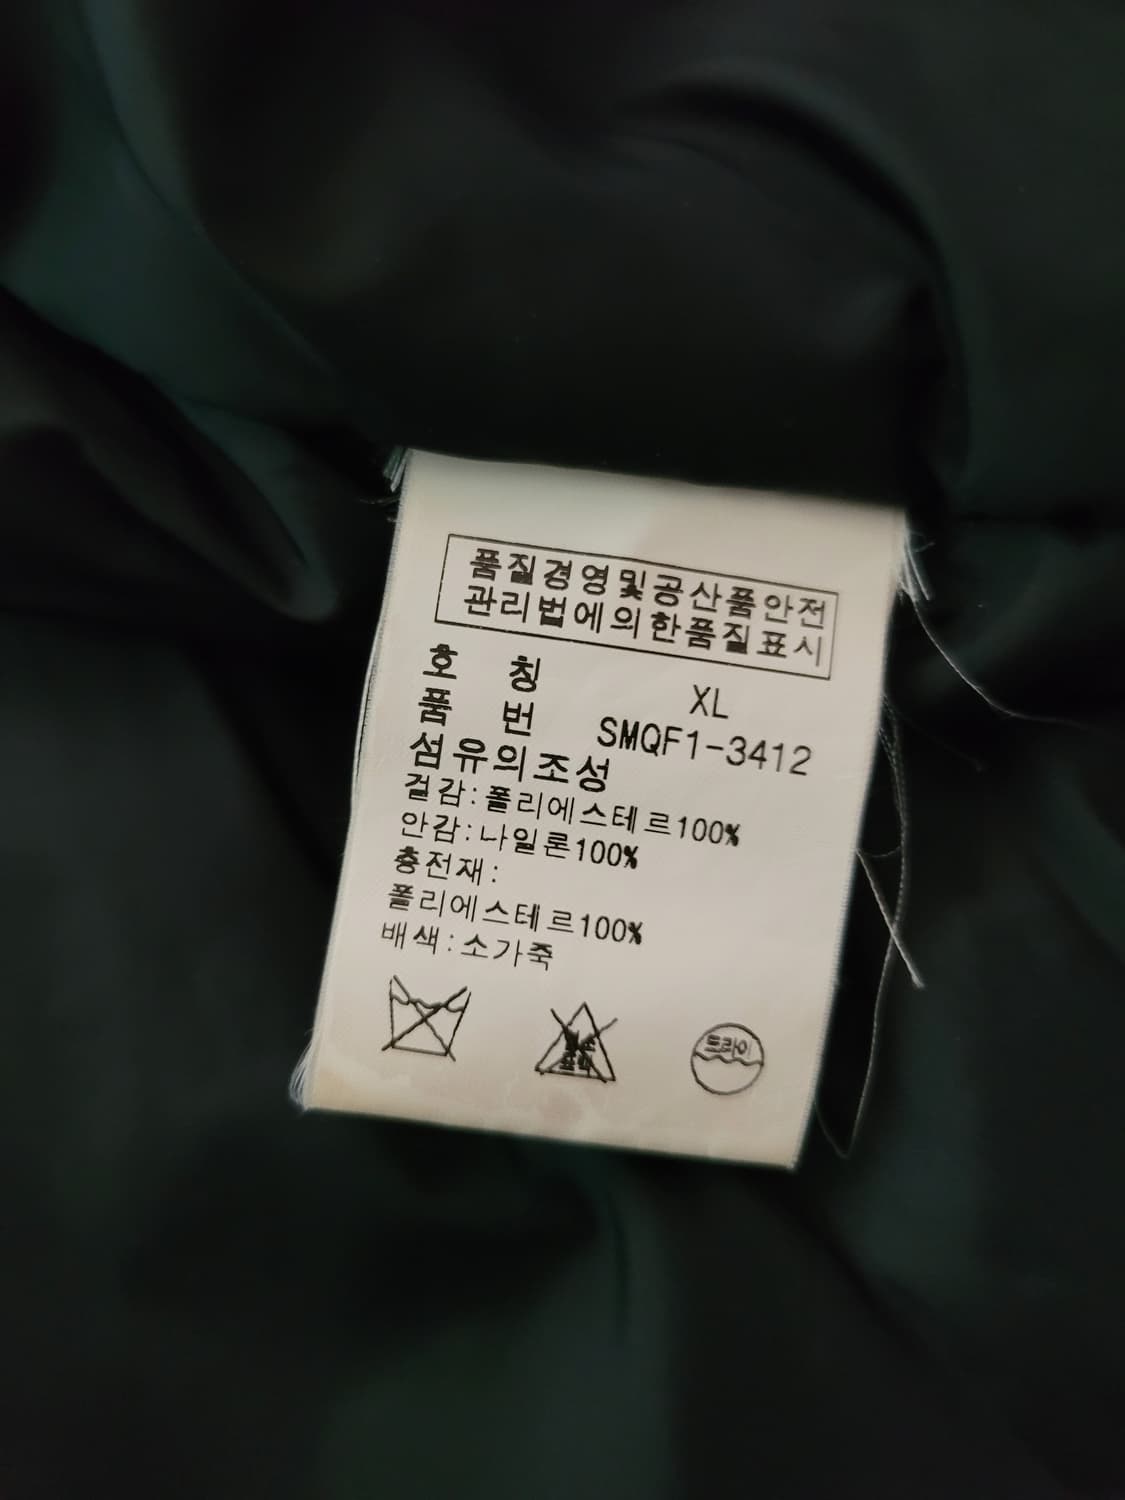 품질경영및공산품안전
관리법에의한품질표시
호 칭 XL
품 번 SMQF1-3412
섬유의조성
겉감:폴리에스테르100%
안감:나일론100%
충전재:
폴리에스테르100%
배색:소가죽
드라이